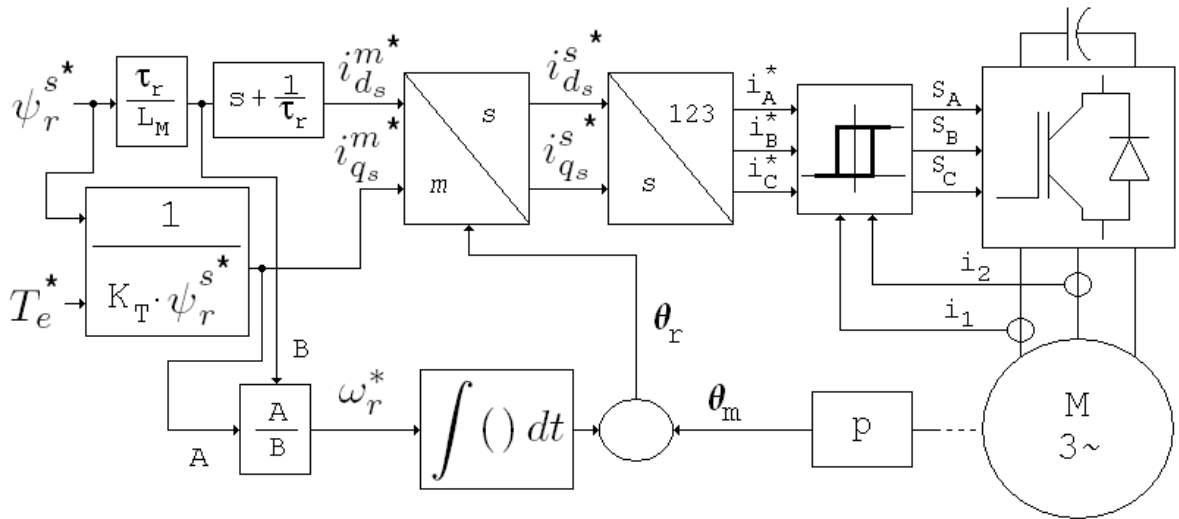 ψ_r^s* τ_r/L_M s + 1/τ_r i_ds^m* i_ds^s*
i_qs^m* i_qs^s*
s
m
123
s
i_A^*
i_B^*
i_C^*
S_A
S_B
S_C
1/(K_T · ψ_r^s*)
T_e^*
i_2
i_1
θ_r
B
A
A/B
ω_r^*
∫ () dt
θ_m
p
M
3~